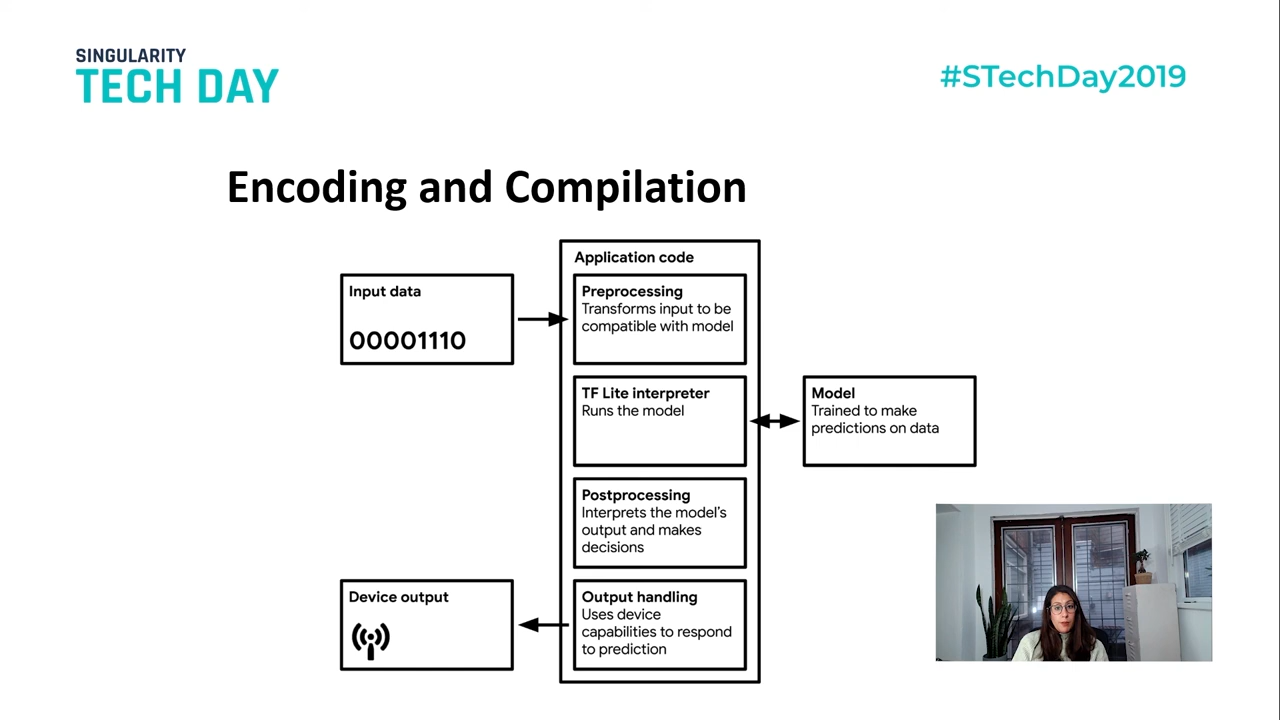 SINGULARITY
TECH DAY
#STechDay2019
Encoding and Compilation
Application code
Input data
00001110
Preprocessing
Transforms input to be
compatible with model
TF Lite interpreter
Runs the model
Model
Trained to make
predictions on data
Postprocessing
Interprets the model's
output and makes
decisions
Device output
Output handling
Uses device
capabilities to respond
to prediction